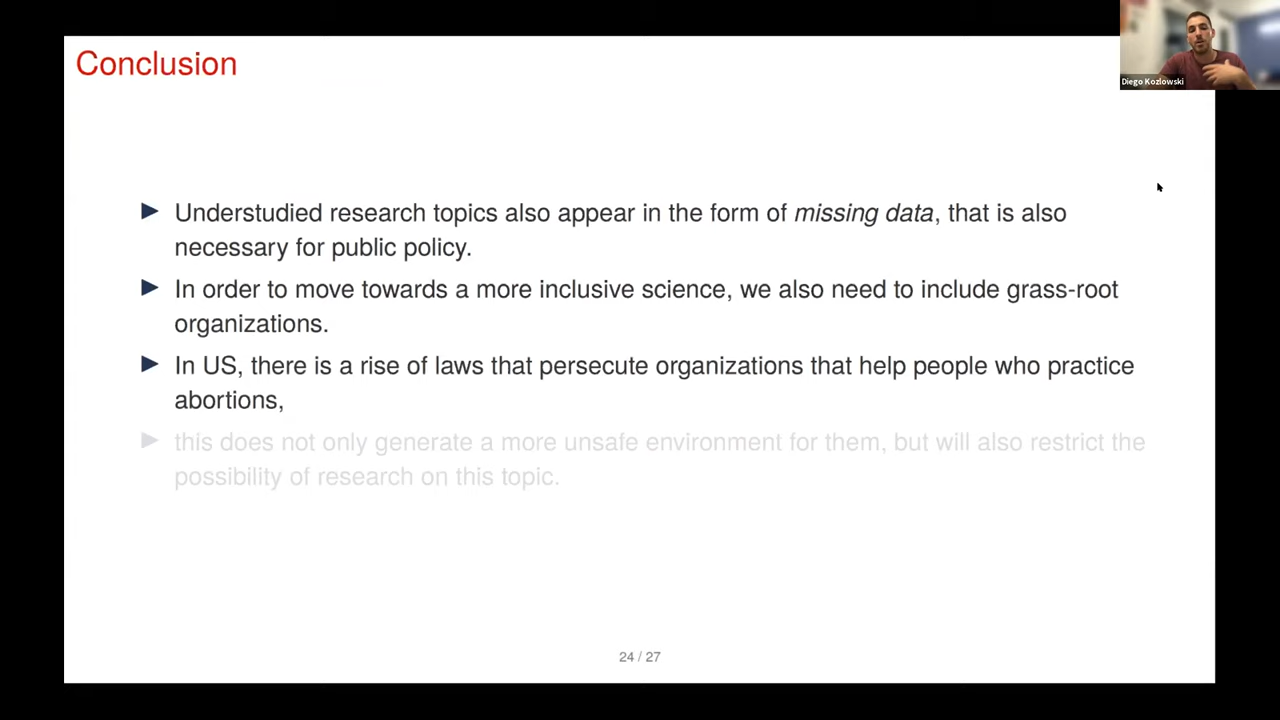 Conclusion
Diego Kozlowski
► Understudied research topics also appear in the form of missing data, that is also
necessary for public policy.
► In order to move towards a more inclusive science, we also need to include grass-root
organizations.
► In US, there is a rise of laws that persecute organizations that help people who practice
abortions,
► this does not only generate a more unsafe environment for them, but will also restrict the
possibility of research on this topic.
24 / 27